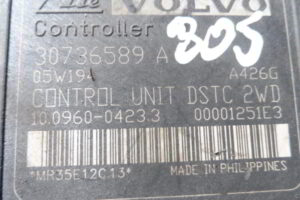 VOLVO
Controller
30736589 A
805
05W194
A426G
CONTROL UNIT DSTC 2WD
10.0960-0423.3
00001251E3
*MR35E12C13*
MADE IN PHILIPPINES